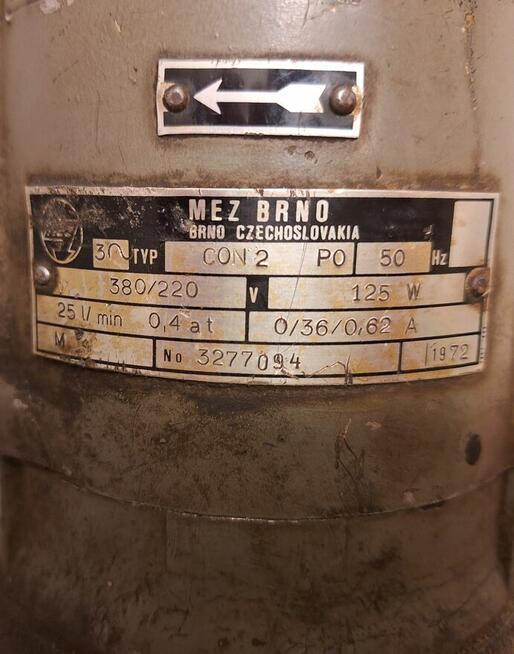 MEZ BRNO
BRNO CZECHOSLOVAKIA
3~ TYP CON 2 PO 50 Hz
380/220 V 125 W
25 l/min 0,4 at 0/36/0,62 A
M No 3277094 1972